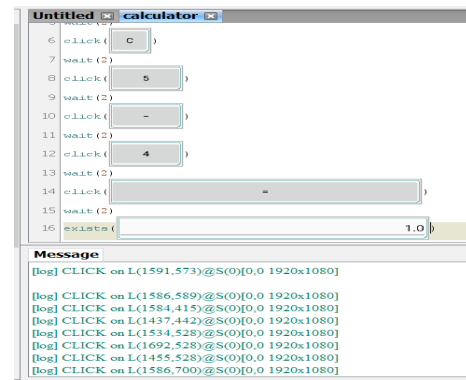 Untitled calculator
5 wait(2)
6 click( C )
7 wait(2)
8 click( 5 )
9 wait(2)
10 click( - )
11 wait(2)
12 click( 4 )
13 wait(2)
14 click( = )
15 wait(2)
16 exists( 1.0 )
Message
[log] CLICK on L(1591,573)@S(0)[0,0 1920x1080]
[log] CLICK on L(1586,589)@S(0)[0,0 1920x1080]
[log] CLICK on L(1584,415)@S(0)[0,0 1920x1080]
[log] CLICK on L(1437,442)@S(0)[0,0 1920x1080]
[log] CLICK on L(1534,528)@S(0)[0,0 1920x1080]
[log] CLICK on L(1692,528)@S(0)[0,0 1920x1080]
[log] CLICK on L(1455,528)@S(0)[0,0 1920x1080]
[log] CLICK on L(1586,700)@S(0)[0,0 1920x1080]